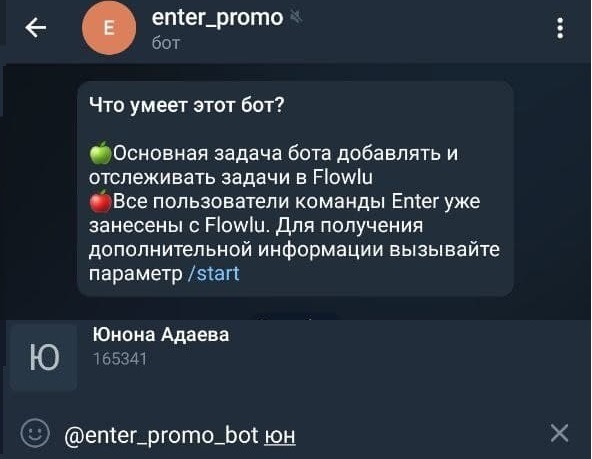 E
enter_promo
бот
Что умеет этот бот?
🍏Основная задача бота добавлять и
отслеживать задачи в Flowlu
🍎Все пользователи команды Enter уже
занесены с Flowlu. Для получения
дополнительной информации вызывайте
параметр /start
Ю
Юнона Адаева
165341
@enter_promo_bot юн